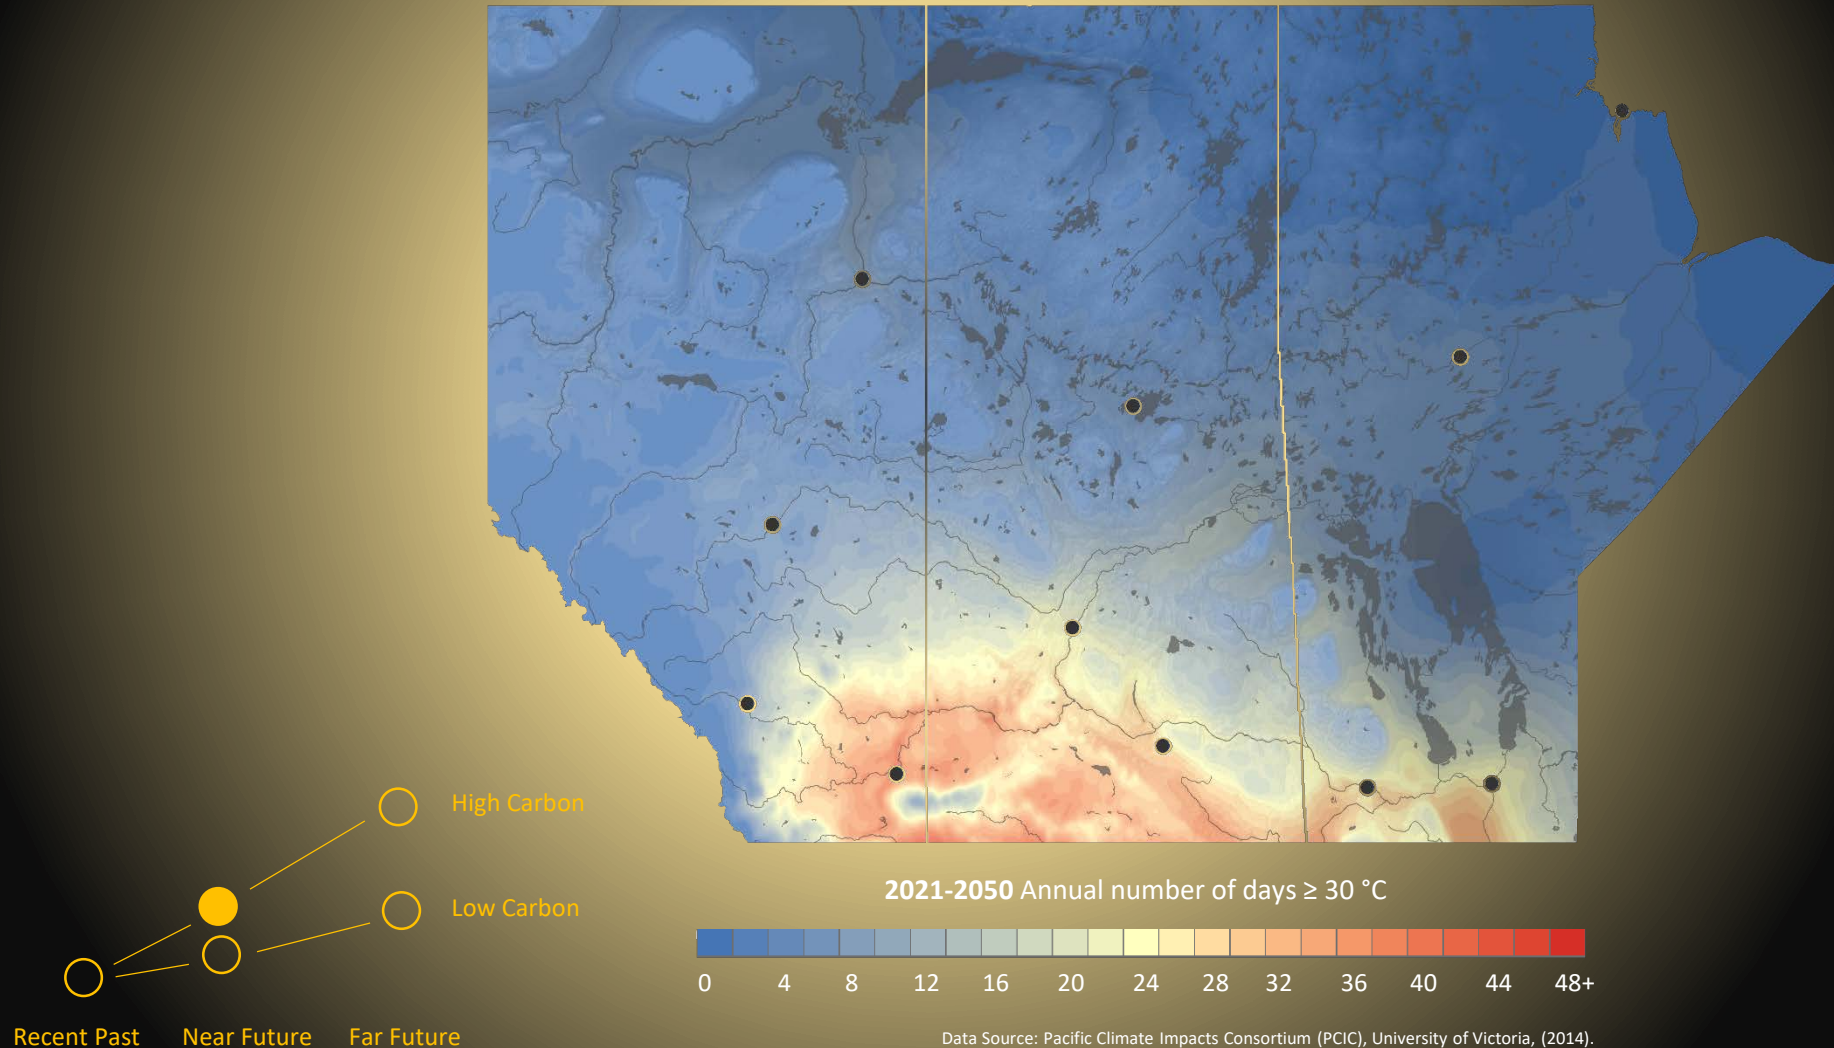 High Carbon
Low Carbon
Recent Past Near Future Far Future
2021-2050 Annual number of days ≥ 30 °C
0 4 8 12 16 20 24 28 32 36 40 44 48+
Data Source: Pacific Climate Impacts Consortium (PCIC), University of Victoria, (2014).